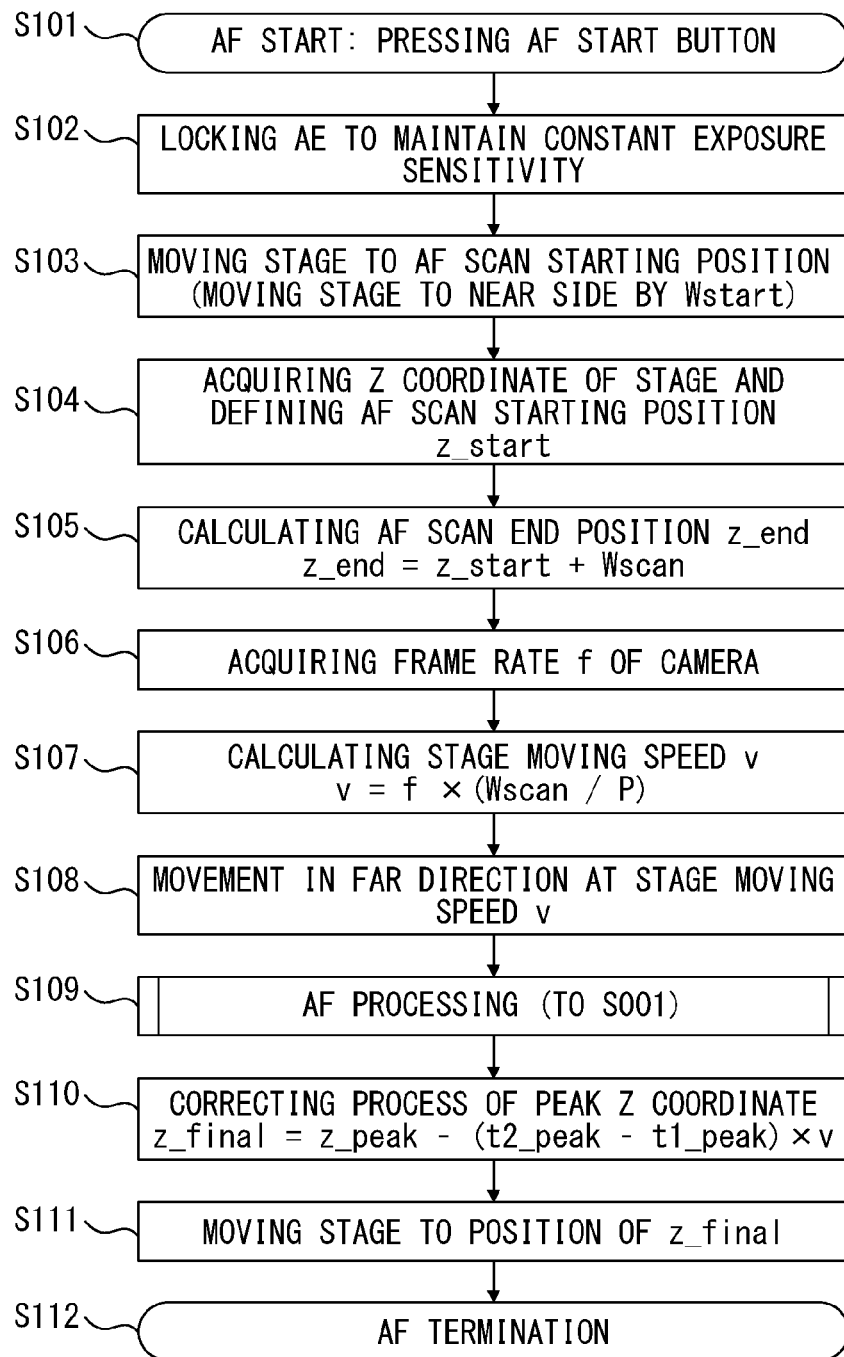 S101
AF START: PRESSING AF START BUTTON
S102
LOCKING AE TO MAINTAIN CONSTANT EXPOSURE
SENSITIVITY
S103
MOVING STAGE TO AF SCAN STARTING POSITION
(MOVING STAGE TO NEAR SIDE BY Wstart)
S104
ACQUIRING Z COORDINATE OF STAGE AND
DEFINING AF SCAN STARTING POSITION
z_start
S105
CALCULATING AF SCAN END POSITION z_end
z_end = z_start + Wscan
S106
ACQUIRING FRAME RATE f OF CAMERA
S107
CALCULATING STAGE MOVING SPEED v
v = f × (Wscan / P)
S108
MOVEMENT IN FAR DIRECTION AT STAGE MOVING
SPEED v
S109
AF PROCESSING (TO S001)
S110
CORRECTING PROCESS OF PEAK Z COORDINATE
z_final = z_peak - (t2_peak - t1_peak) × v
S111
MOVING STAGE TO POSITION OF z_final
S112
AF TERMINATION